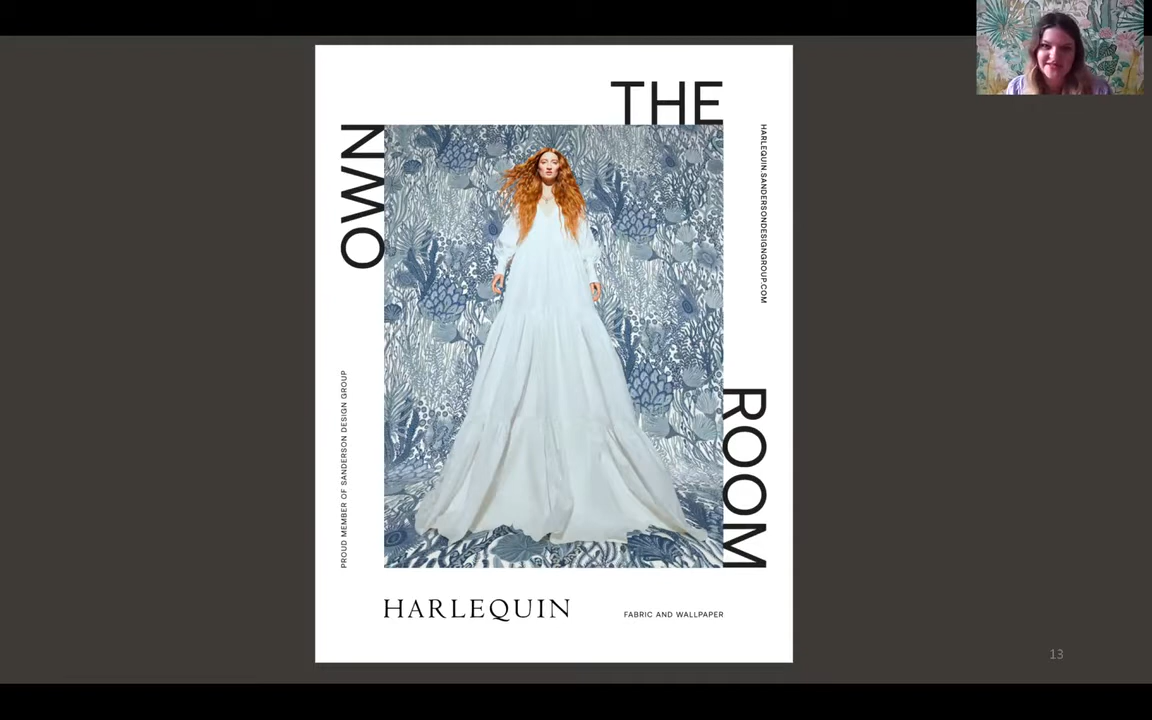 OWN
THE
ROOM
HARLEQUIN.SANDERSONDESIGNGROUP.COM
PROUD MEMBER OF SANDERSON DESIGN GROUP
HARLEQUIN
FABRIC AND WALLPAPER
13